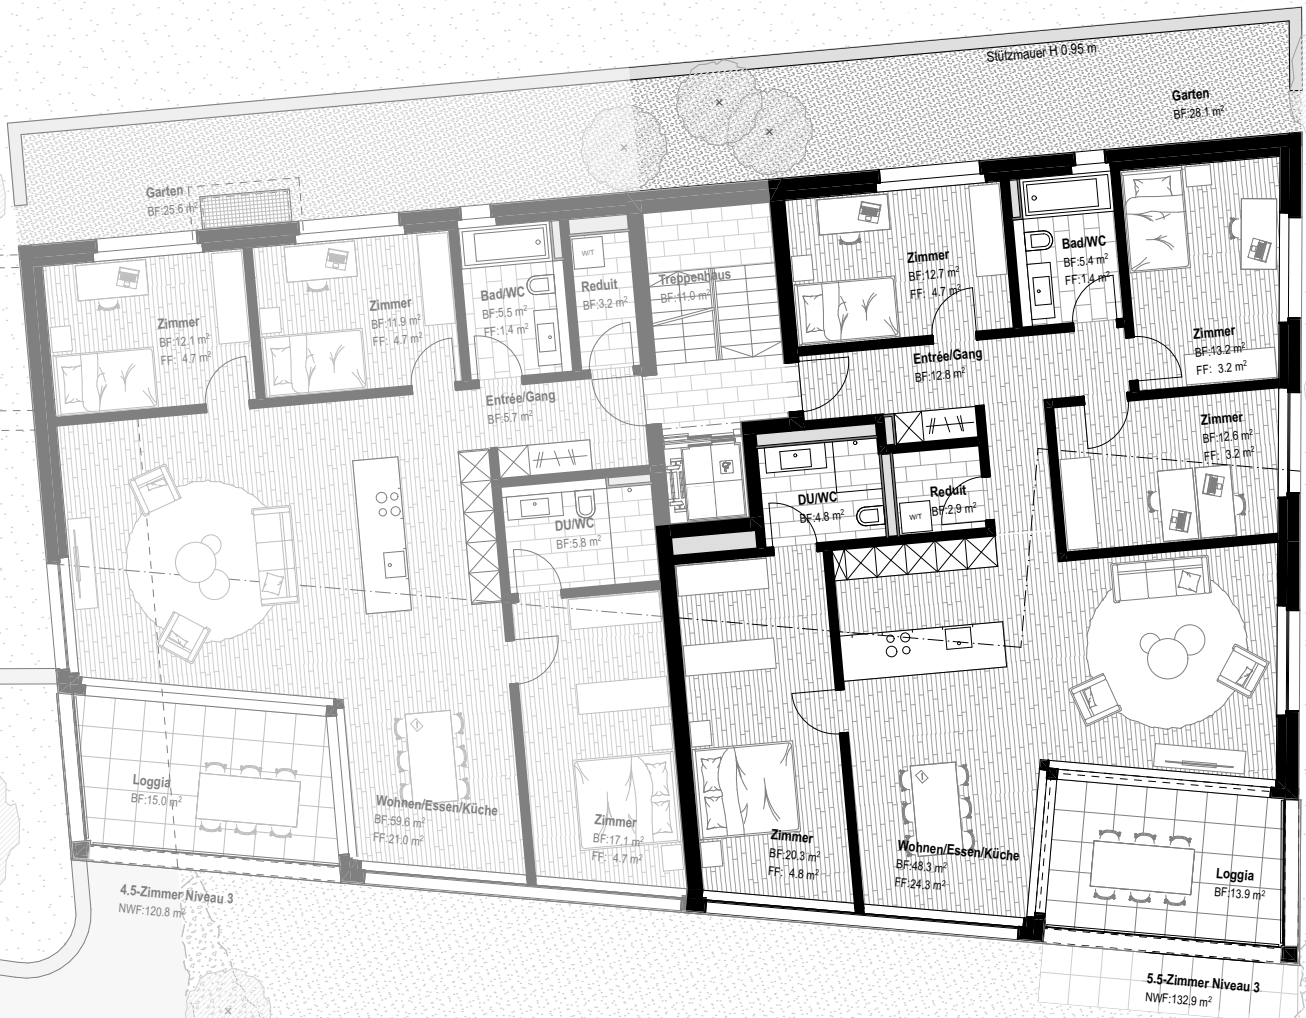 Stützmauer H 0.95 m
Garten
BF:28.1 m²
Garten
BF:25.6 m²
Zimmer
BF:12.1 m²
FF: 4.7 m²
Zimmer
BF:11.9 m²
FF: 4.7 m²
Bad/WC
BF:5.5 m²
FF:1.4 m²
W/T
Reduit
BF:3.2 m²
Treppenhaus
BF:11.0 m²
Zimmer
BF:12.7 m²
FF: 4.7 m²
Bad/WC
BF:5.4 m²
FF:1.4 m²
Zimmer
BF:13.2 m²
FF: 3.2 m²
Entrée/Gang
BF:5.7 m²
Entrée/Gang
BF:12.8 m²
Zimmer
BF:12.6 m²
FF: 3.2 m²
DU/WC
BF:5.8 m²
DU/WC
BF:4.8 m²
Reduit
BF:2.9 m²
W/T
Loggia
BF:15.0 m²
Wohnen/Essen/Küche
BF:59.6 m²
FF:21.0 m²
Zimmer
BF:17.1 m²
FF: 4.7 m²
Zimmer
BF:20.3 m²
FF: 4.8 m²
Wohnen/Essen/Küche
BF:48.3 m²
FF:24.3 m²
Loggia
BF:13.9 m²
4.5-Zimmer Niveau 3
NWF:120.8 m²
5.5-Zimmer Niveau 3
NWF:132.9 m²